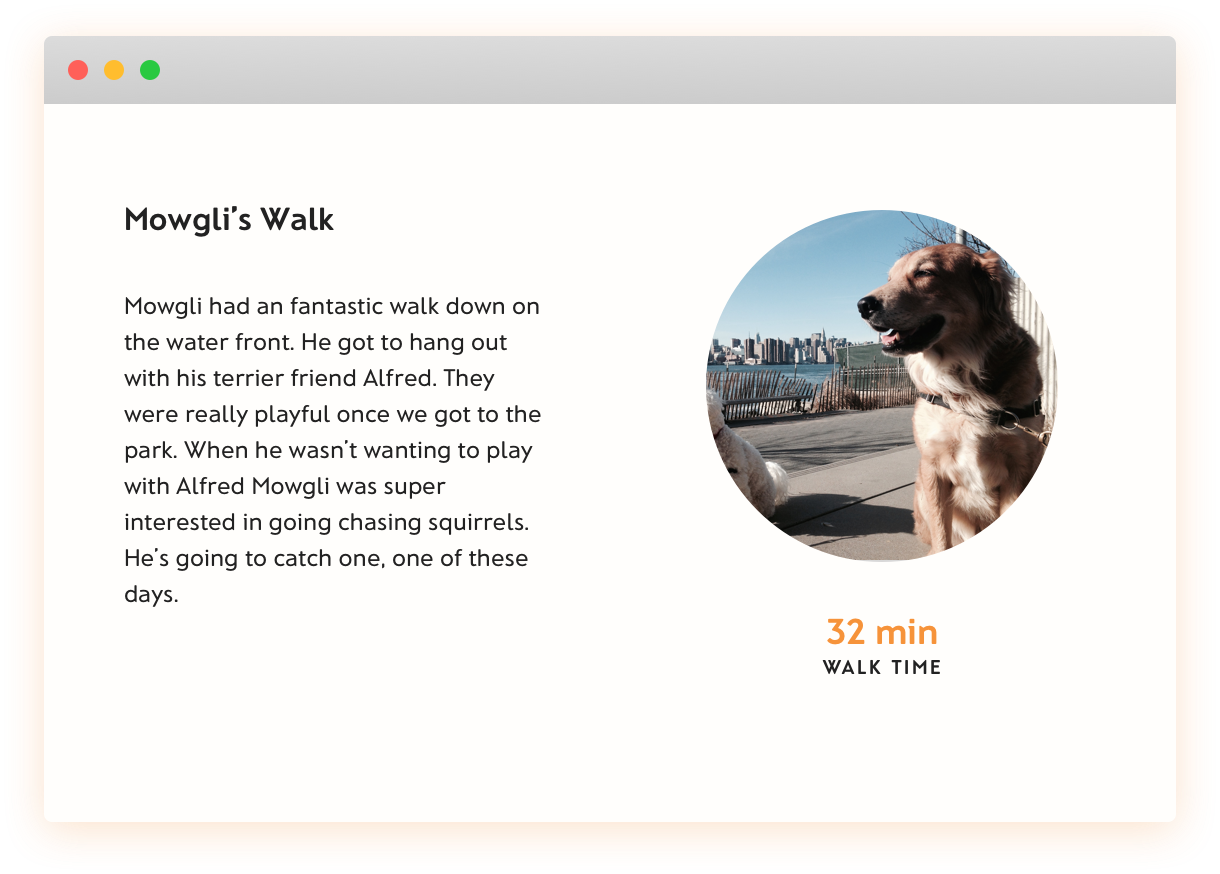 Mowgli's Walk
Mowgli had an fantastic walk down on
the water front. He got to hang out
with his terrier friend Alfred. They
were really playful once we got to the
park. When he wasn't wanting to play
with Alfred Mowgli was super
interested in going chasing squirrels.
He's going to catch one, one of these
days.
32 min
WALK TIME